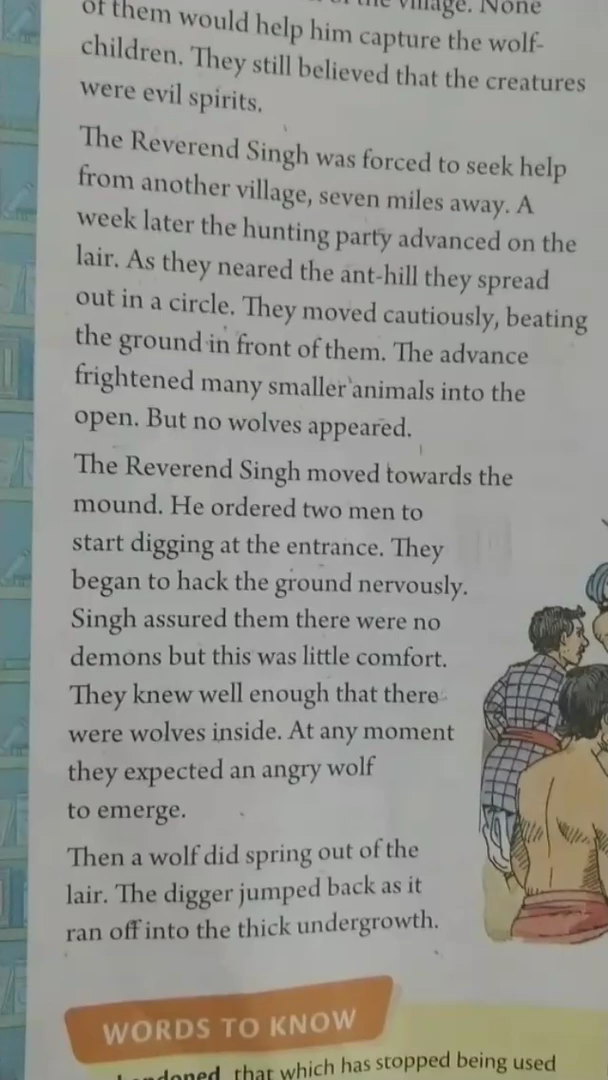 village. None
of them would help him capture the wolf-
children. They still believed that the creatures
were evil spirits.
The Reverend Singh was forced to seek help
from another village, seven miles away. A
week later the hunting party advanced on the
lair. As they neared the ant-hill they spread
out in a circle. They moved cautiously, beating
the ground in front of them. The advance
frightened many smaller animals into the
open. But no wolves appeared.
The Reverend Singh moved towards the
mound. He ordered two men to
start digging at the entrance. They
began to hack the ground nervously.
Singh assured them there were no
demons but this was little comfort.
They knew well enough that there
were wolves inside. At any moment
they expected an angry wolf
to emerge.
Then a wolf did spring out of the
lair. The digger jumped back as it
ran off into the thick undergrowth.
WORDS TO KNOW
that which has stopped being used